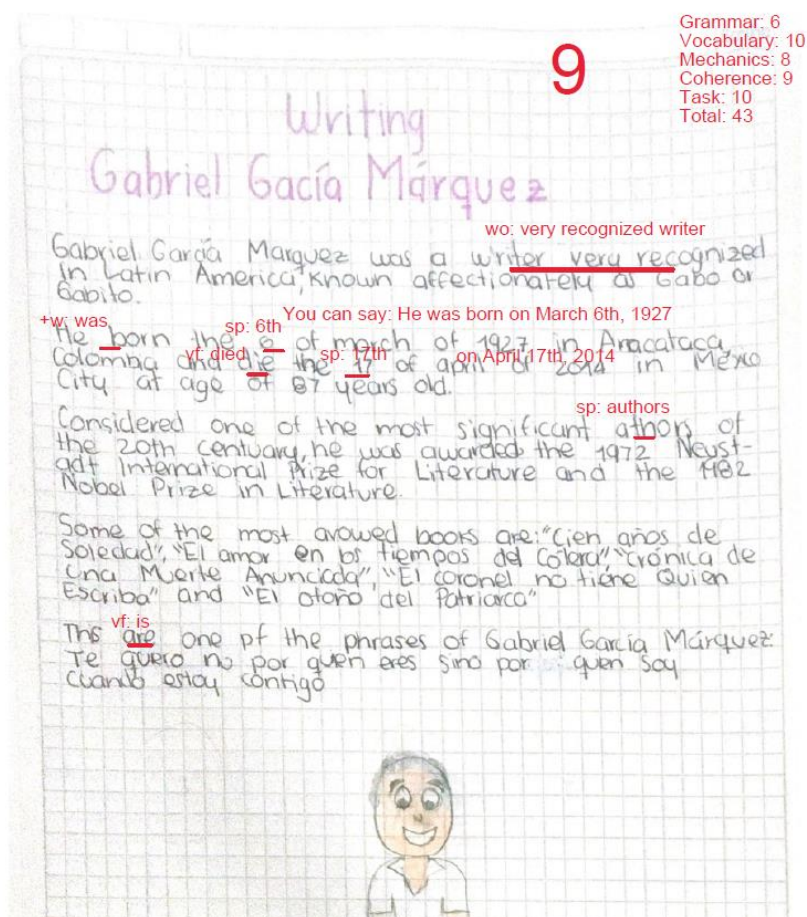 9
Grammar: 6
Vocabulary: 10
Mechanics: 8
Coherence: 9
Task: 10
Total: 43
Writing
Gabriel Gacía Márquez
wo: very recognized writer
Gabriel García Marquez was a writer very recognized
in Latin America, known affectionately as Gabo or
Gabito.
+w: was
sp: 6th
You can say: He was born on March 6th, 1927
He born the 6 of march of 1927 in Aracataca,
vf: died
sp: 17th
on April 17th, 2014
Colomba and die the 17 of april of 2014 in México
City at age of 87 years old.
sp: authors
Considered one of the most significant athors of
the 20th centuary, he was awarded the 1972 Neust-
adt International Prize for Literature and the 1982
Nobel Prize in Literature.
Some of the most avowed books are: "Cien años de
Soledad", "El amor en los tiempos del Cólera", "Crónica de
una Muerte Anunciada", "El coronel no tiene Quien
Escriba" and "El otoño del Patriarca"
vf: is
Ths are one pf the phrases of Gabriel García Márquez
Te quero no por quen eres sino por quen soy
cuando estoy contigo